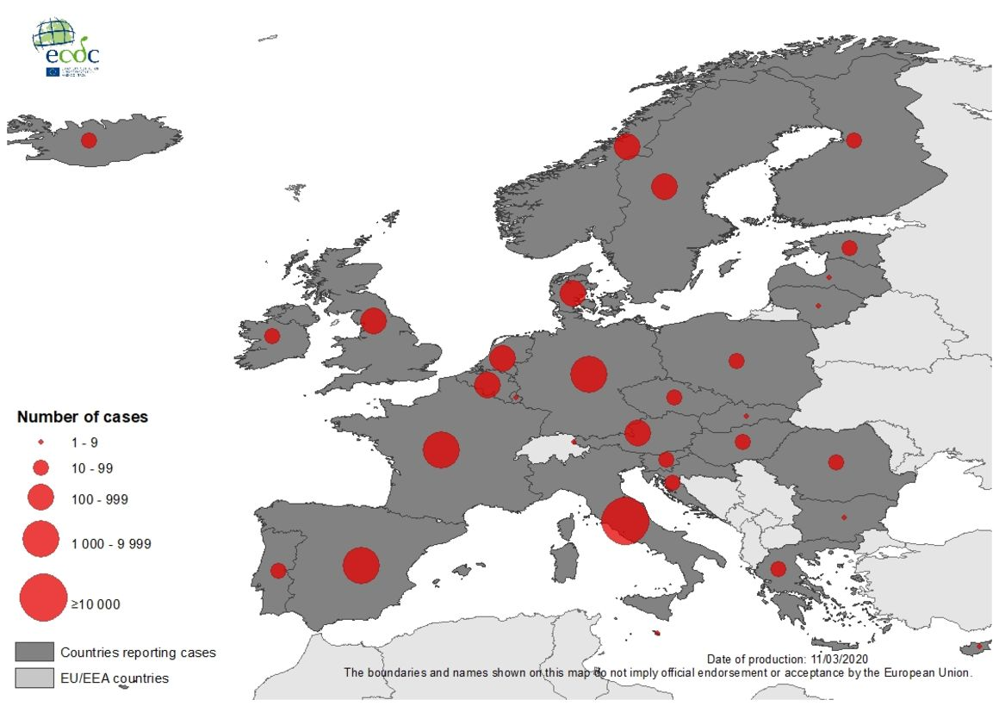 ecdc
Number of cases
1 - 9
10 - 99
100 - 999
1 000 - 9 999
≥10 000
Countries reporting cases
EU/EEA countries
Date of production: 11/03/2020
The boundaries and names shown on this map do not imply official endorsement or acceptance by the European Union.